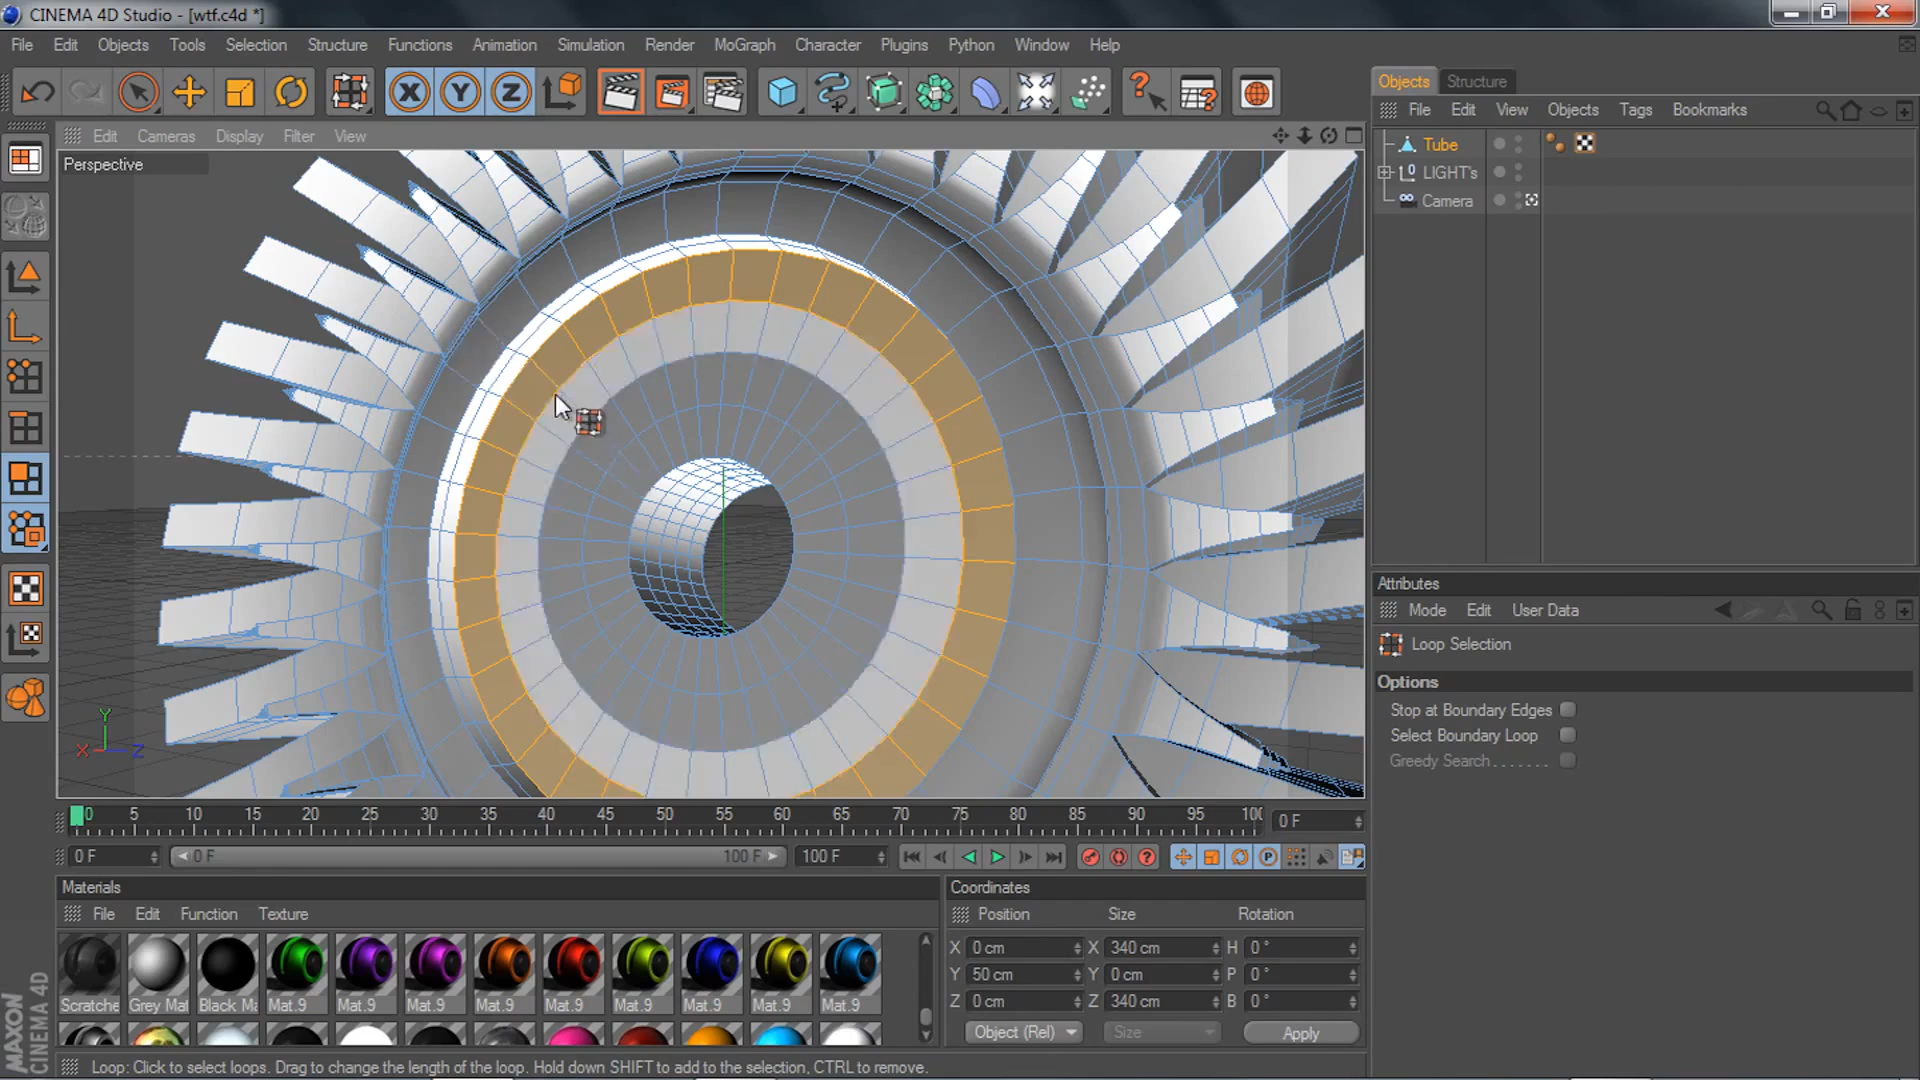 CINEMA 4D Studio - [wtf.c4d *]
File Edit Objects Tools Selection Structure Functions Animation Simulation Render MoGraph Character Plugins Python Window Help
X Y Z
Edit Cameras Display Filter View
Perspective
Y
X Z
Objects Structure
File Edit View Objects Tags Bookmarks
Tube
LIGHT's
Camera
Attributes
Mode Edit User Data
Loop Selection
Options
Stop at Boundary Edges
Select Boundary Loop
Greedy Search . . . . . . .
0 5 10 15 20 25 30 35 40 45 50 55 60 65 70 75 80 85 90 95 10 0 F
0 F 0 F 100 F 100 F
Materials
File Edit Function Texture
Scratche Grey Mat Black Ma Mat.9 Mat.9 Mat.9 Mat.9 Mat.9 Mat.9 Mat.9 Mat.9 Mat.9
Coordinates
Position Size Rotation
X 0 cm X 340 cm H 0 °
Y 50 cm Y 0 cm P 0 °
Z 0 cm Z 340 cm B 0 °
Object (Rel) Size Apply
MAXON
CINEMA 4D
Loop: Click to select loops. Drag to change the length of the loop. Hold down SHIFT to add to the selection, CTRL to remove.